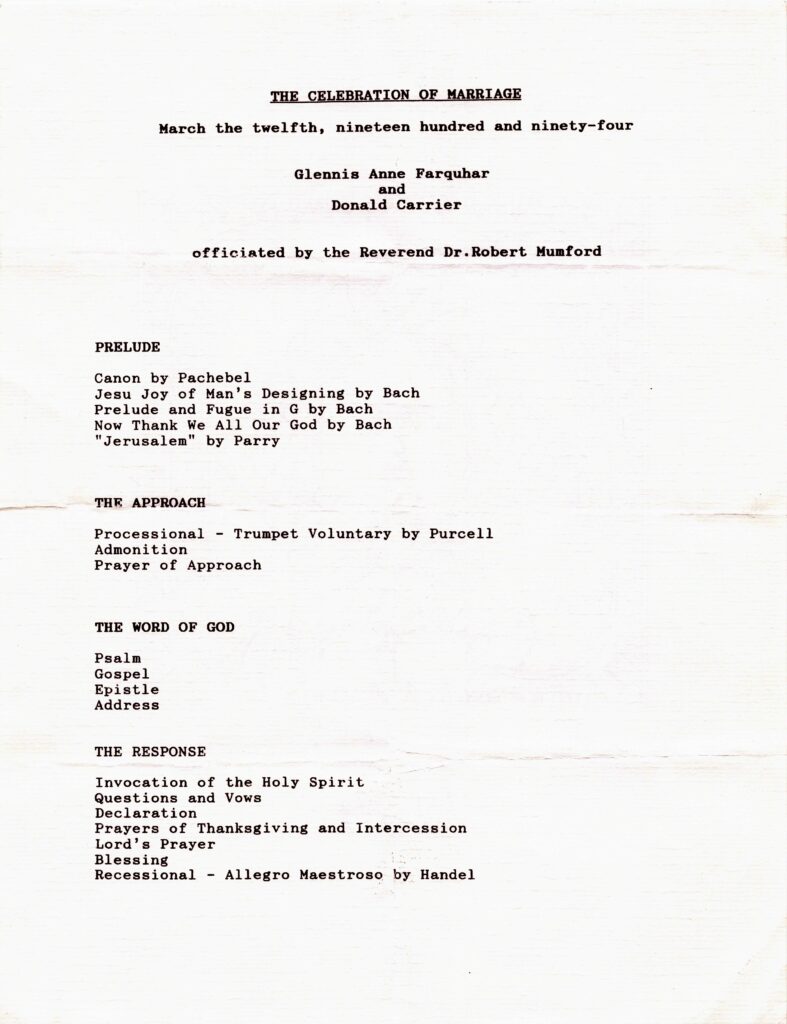 THE CELEBRATION OF MARRIAGE
March the twelfth, nineteen hundred and ninety-four
Glennis Anne Farquhar
and
Donald Carrier
officiated by the Reverend Dr.Robert Mumford
PRELUDE
Canon by Pachebel
Jesu Joy of Man's Designing by Bach
Prelude and Fugue in G by Bach
Now Thank We All Our God by Bach
"Jerusalem" by Parry
THE APPROACH
Processional - Trumpet Voluntary by Purcell
Admonition
Prayer of Approach
THE WORD OF GOD
Psalm
Gospel
Epistle
Address
THE RESPONSE
Invocation of the Holy Spirit
Questions and Vows
Declaration
Prayers of Thanksgiving and Intercession
Lord's Prayer
Blessing
Recessional - Allegro Maestroso by Handel